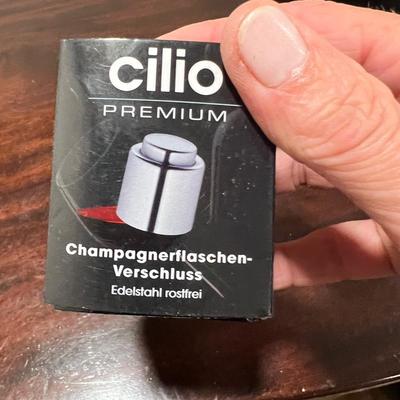 cilio
PREMIUM
Champagnerflaschen-
Verschluss
Edelstahl rostfrei